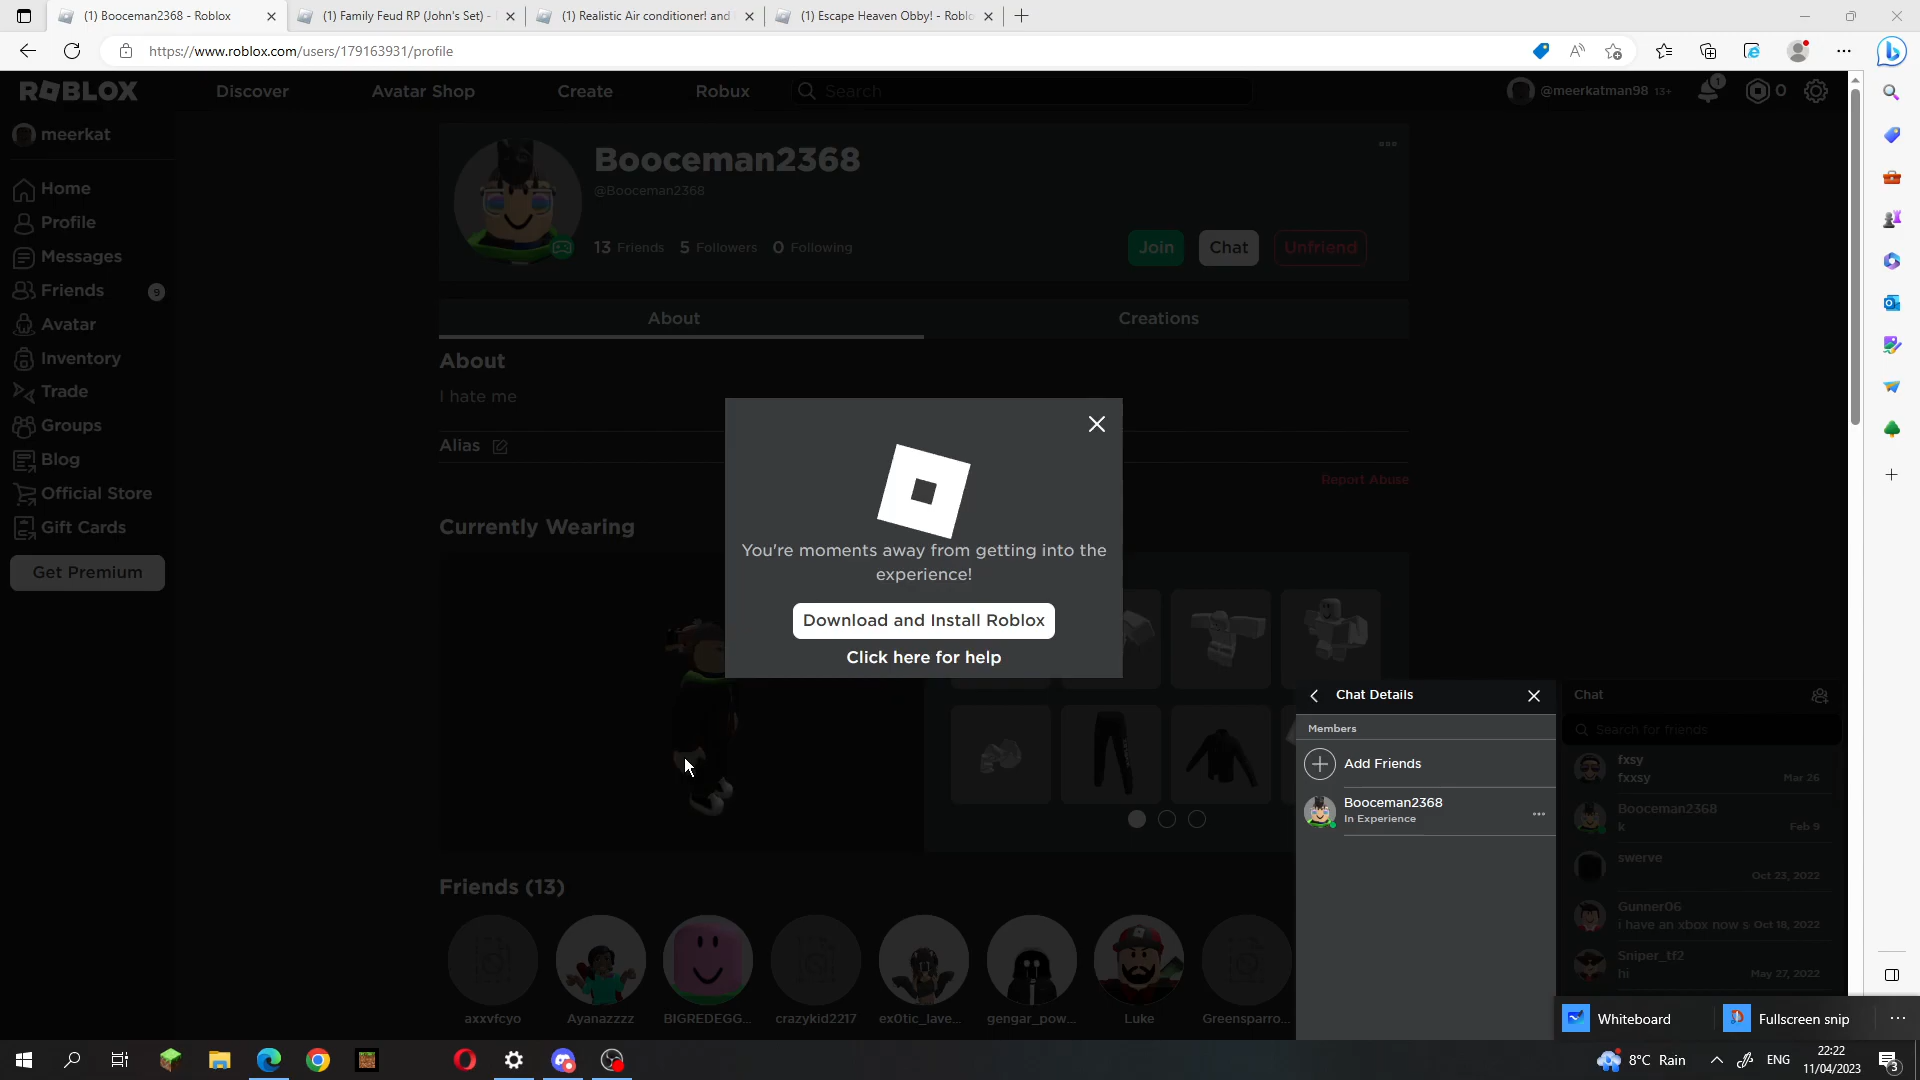 (1) Booceman2368 - Roblox
(1) Family Feud RP (John's Set) -
(1) Realistic Air conditioner! and
(1) Escape Heaven Obby! - Roblo
https://www.roblox.com/users/179163931/profile
ROBLOX
Discover
Avatar Shop
Create
Robux
Search
@meerkatman98 13+
1
0
meerkat
Home
Profile
Messages
Friends 9
Avatar
Inventory
Trade
Groups
Blog
Official Store
Gift Cards
Get Premium
Booceman2368
@Booceman2368
13 Friends 5 Followers 0 Following
Join
Chat
Unfriend
About
Creations
About
I hate me
Alias
Report Abuse
Currently Wearing
You're moments away from getting into the
experience!
Download and Install Roblox
Click here for help
Friends (13)
axxvfcyo
Ayanazzzz
BIGREDEGG...
crazykid2217
ex0tic_lave...
gengar_pow...
Luke
Greensparro...
Chat Details
Members
Add Friends
Booceman2368
In Experience
Chat
Search for friends
fxsy
fxxsy Mar 26
Booceman2368
k Feb 9
swerve
Oct 23, 2022
Gunner06
i have an xbox now s Oct 18, 2022
Sniper_tf2
hi May 27, 2022
Whiteboard
Fullscreen snip
8°C Rain
ENG
22:22
11/04/2023
3